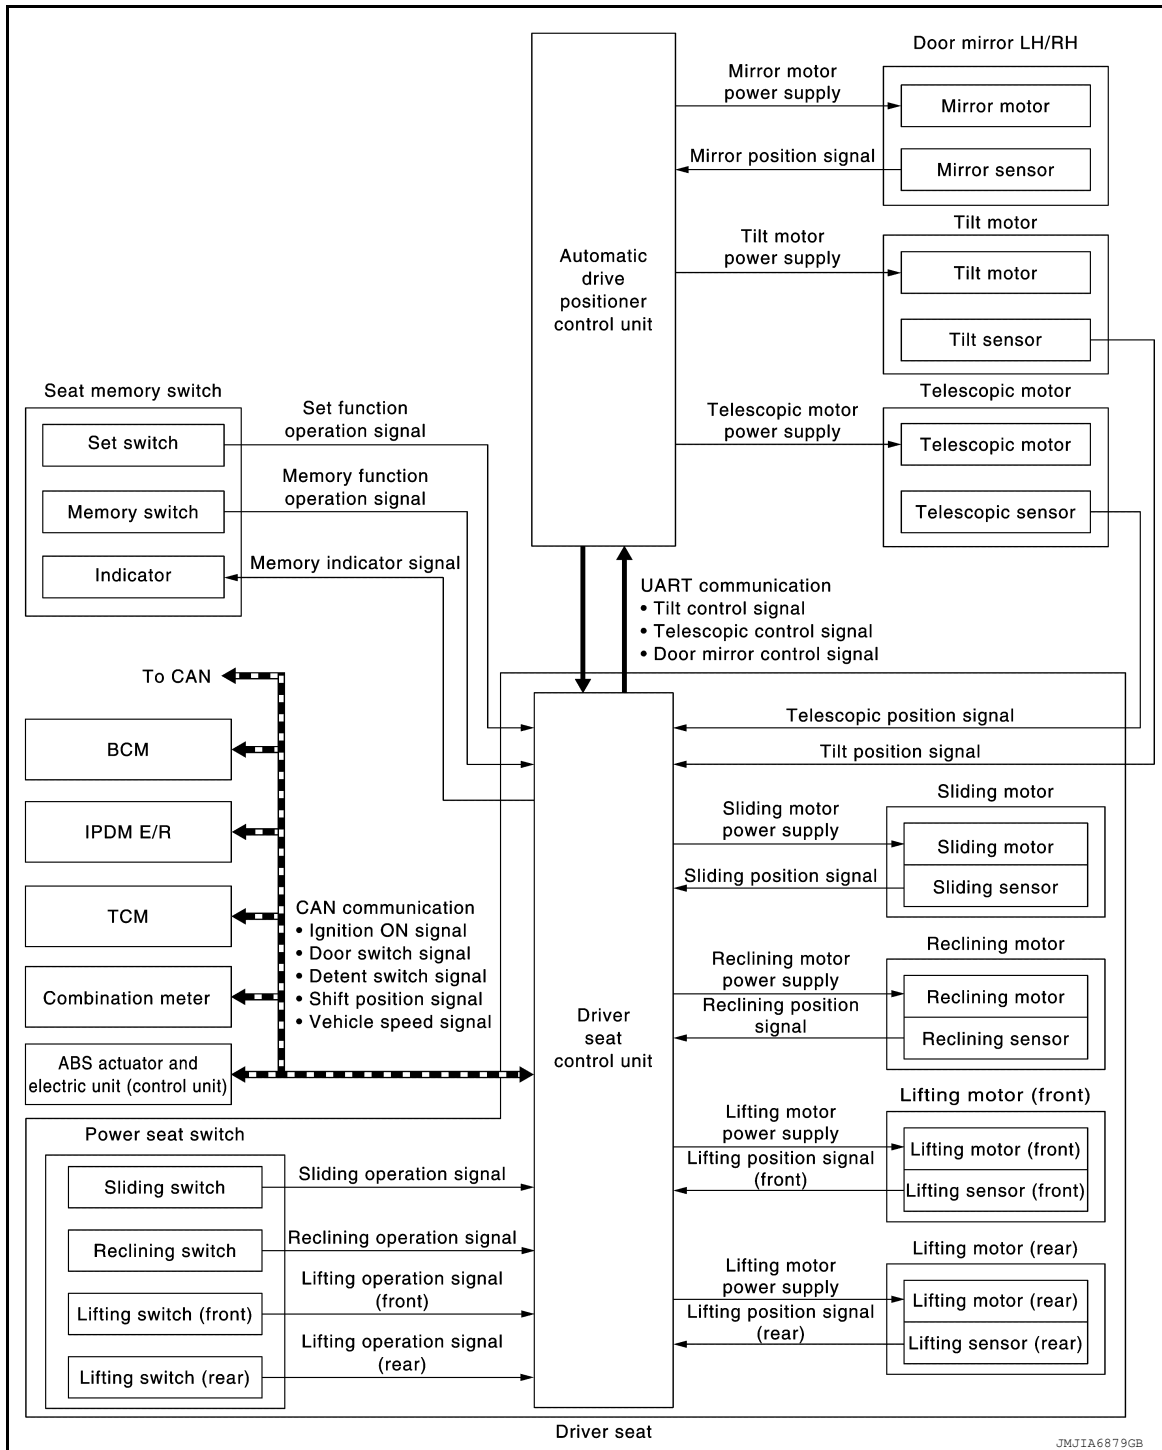 Door mirror LH/RH
Mirror motor
power supply
Mirror motor
Mirror position signal
Mirror sensor
Tilt motor
Tilt motor
power supply
Tilt motor
Automatic
drive
positioner
control unit
Tilt sensor
Seat memory switch
Telescopic motor
Set function
operation signal
Set switch
Telescopic motor
power supply
Telescopic motor
Memory function
operation signal
Memory switch
Telescopic sensor
Memory indicator signal
Indicator
UART communication
• Tilt control signal
• Telescopic control signal
• Door mirror control signal
To CAN
Telescopic position signal
BCM
Tilt position signal
Sliding motor
Sliding motor
power supply
Sliding motor
IPDM E/R
Sliding position signal
Sliding sensor
TCM
CAN communication
• Ignition ON signal
• Door switch signal
• Detent switch signal
• Shift position signal
• Vehicle speed signal
Reclining motor
Reclining motor
power supply
Reclining motor
Combination meter
Reclining position
signal
Reclining sensor
Driver
seat
control unit
ABS actuator and
electric unit (control unit)
Lifting motor (front)
Lifting motor
power supply
Lifting motor (front)
Power seat switch
Lifting position signal
(front)
Lifting sensor (front)
Sliding switch
Sliding operation signal
Reclining switch
Reclining operation signal
Lifting motor (rear)
Lifting motor
power supply
Lifting motor (rear)
Lifting switch (front)
Lifting operation signal
(front)
Lifting position signal
(rear)
Lifting sensor (rear)
Lifting operation signal
(rear)
Lifting switch (rear)
Driver seat
JMJIA6879GB